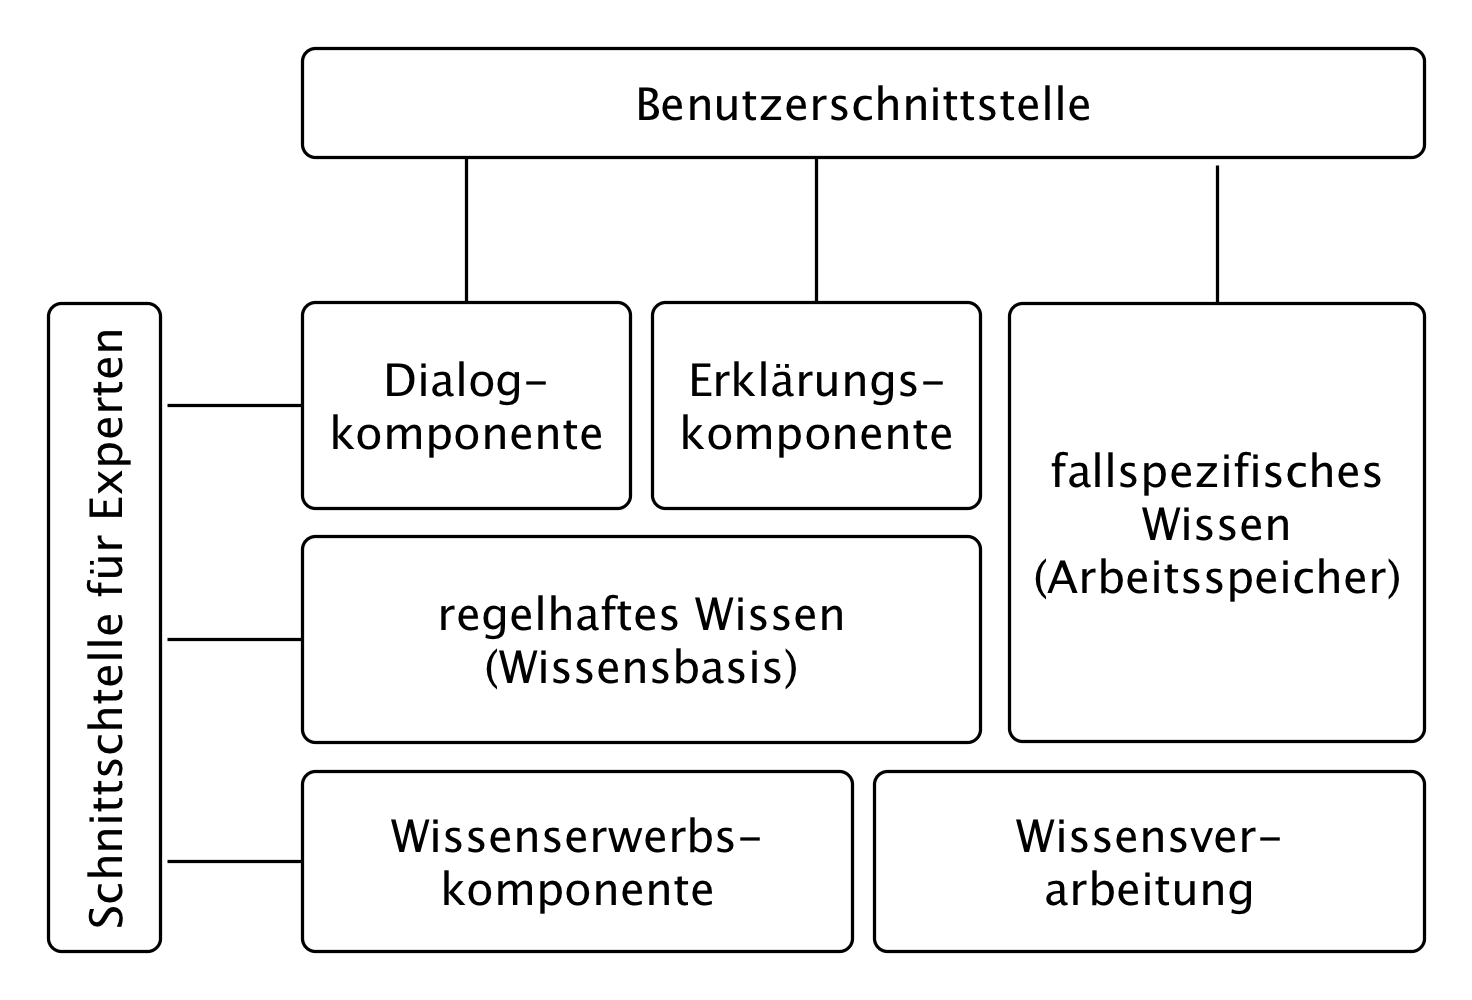 Benutzerschnittstelle
Schnittschtelle für Experten
Dialog-
komponente
Erklärungs-
komponente
fallspezifisches
Wissen
(Arbeitsspeicher)
regelhaftes Wissen
(Wissensbasis)
Wissenserwerbs-
komponente
Wissensver-
arbeitung